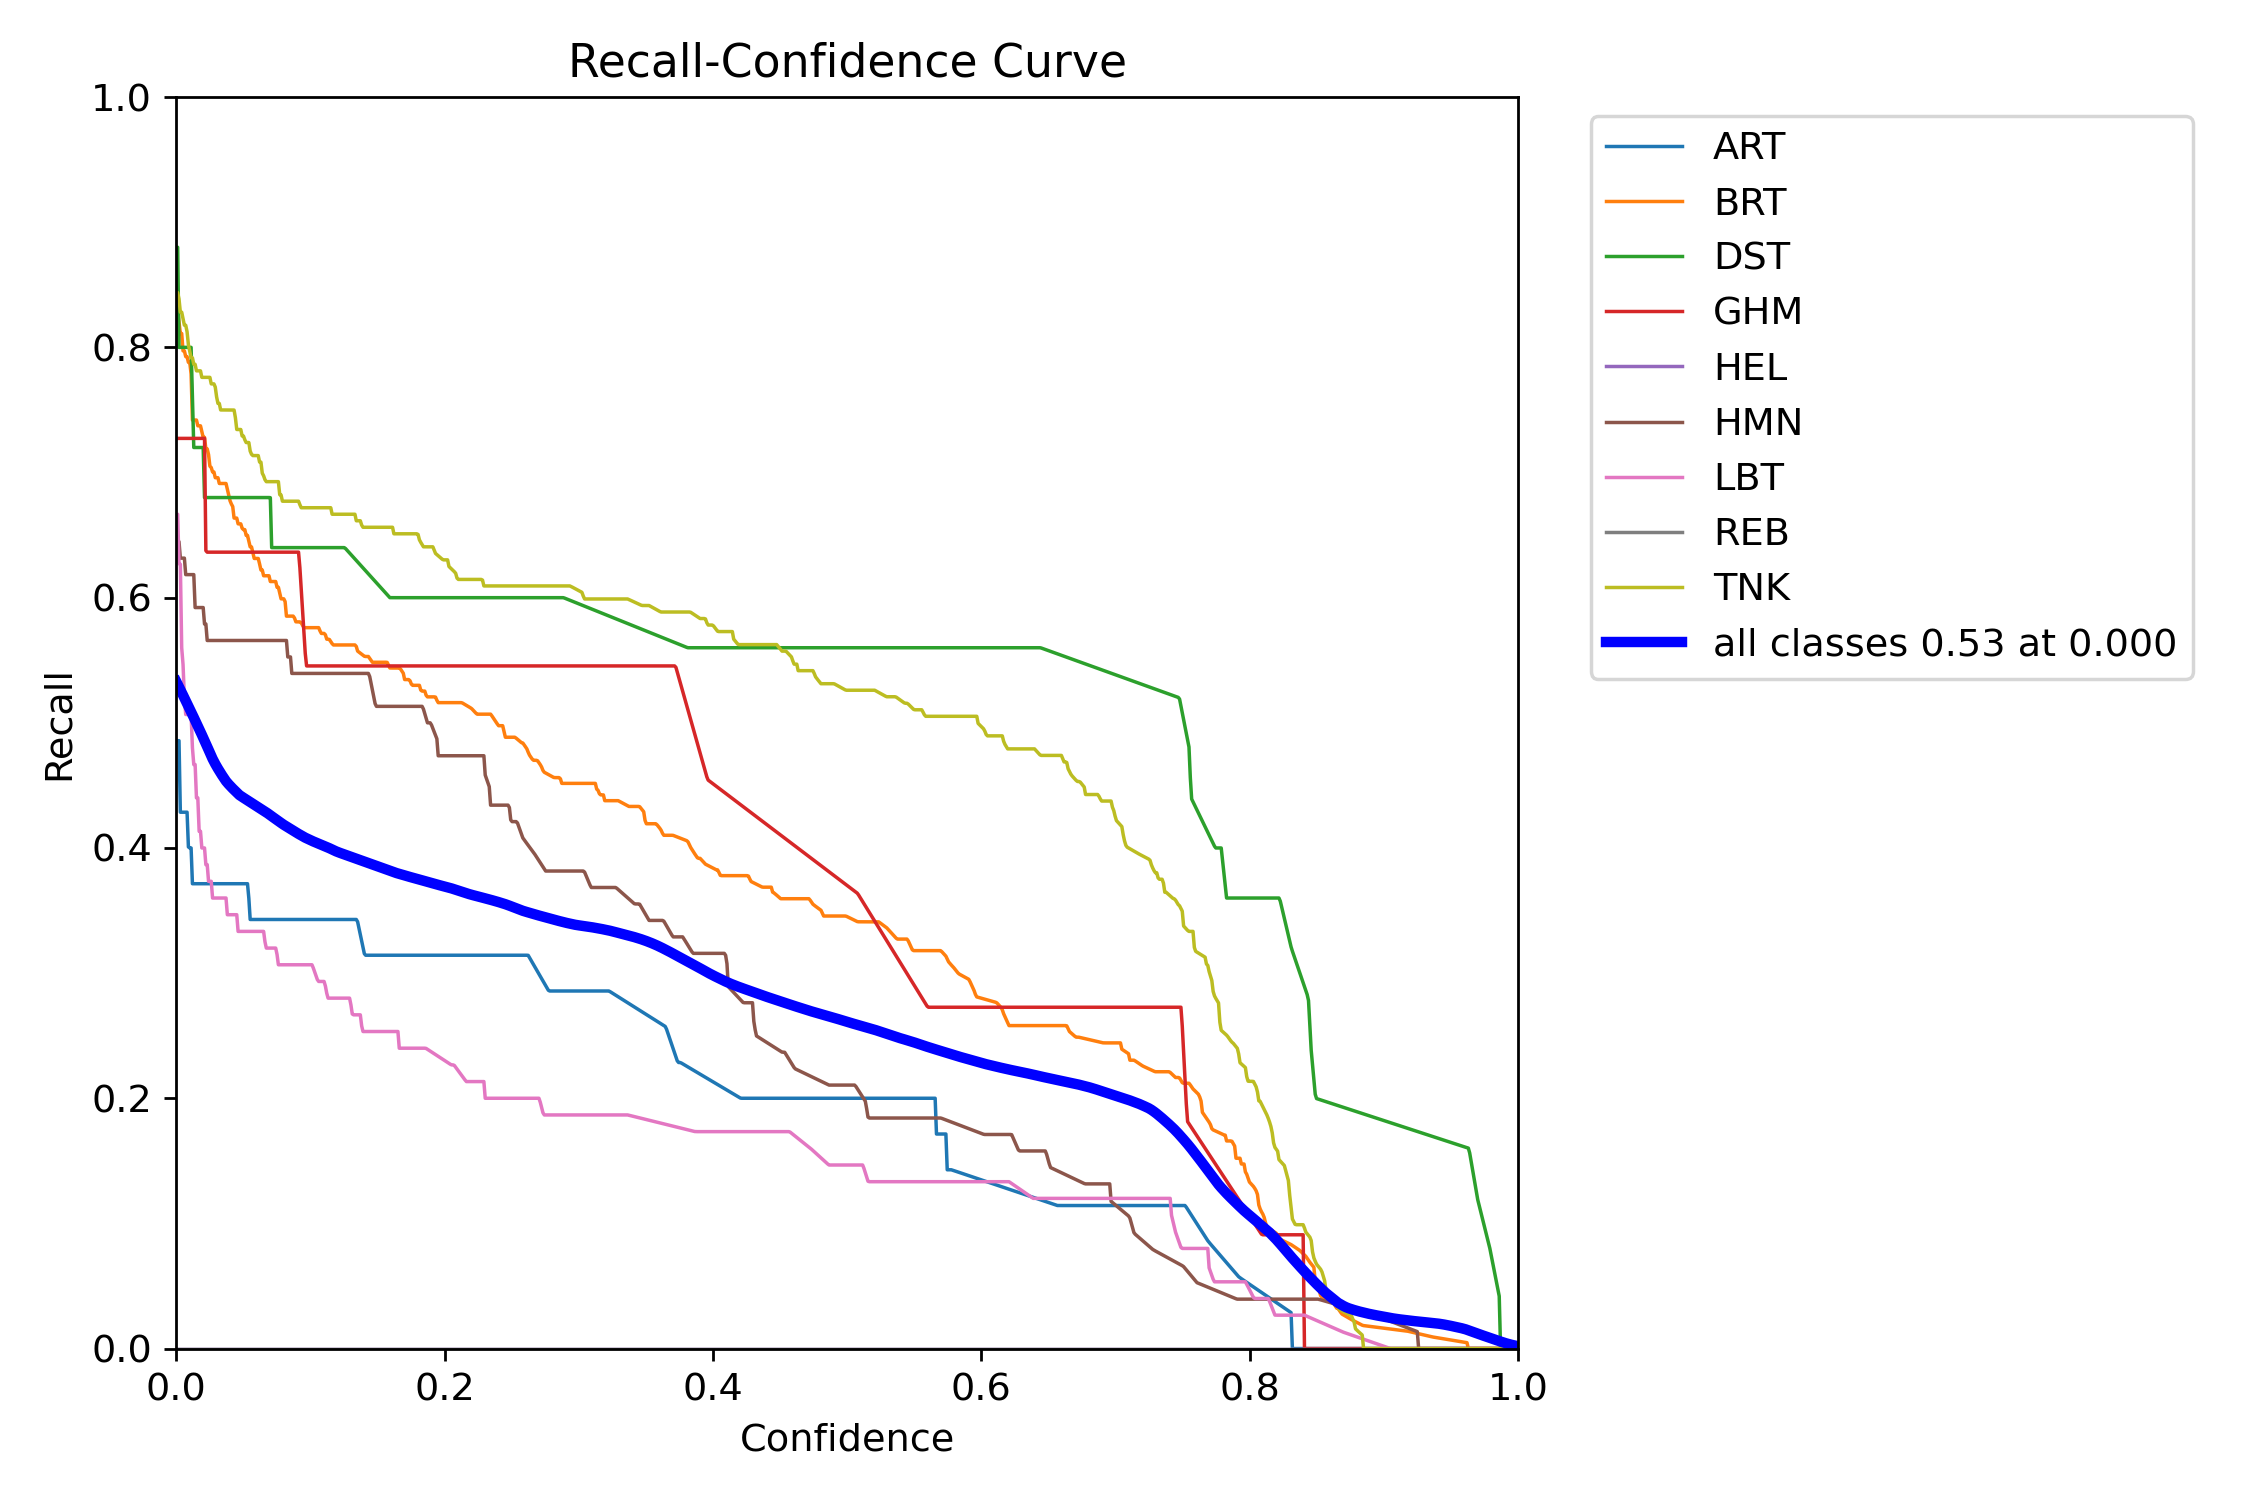 Recall-Confidence Curve
1.0
0.8
0.6
0.4
0.2
0.0
Recall
0.0 0.2 0.4 0.6 0.8 1.0
Confidence
ART
BRT
DST
GHM
HEL
HMN
LBT
REB
TNK
all classes 0.53 at 0.000